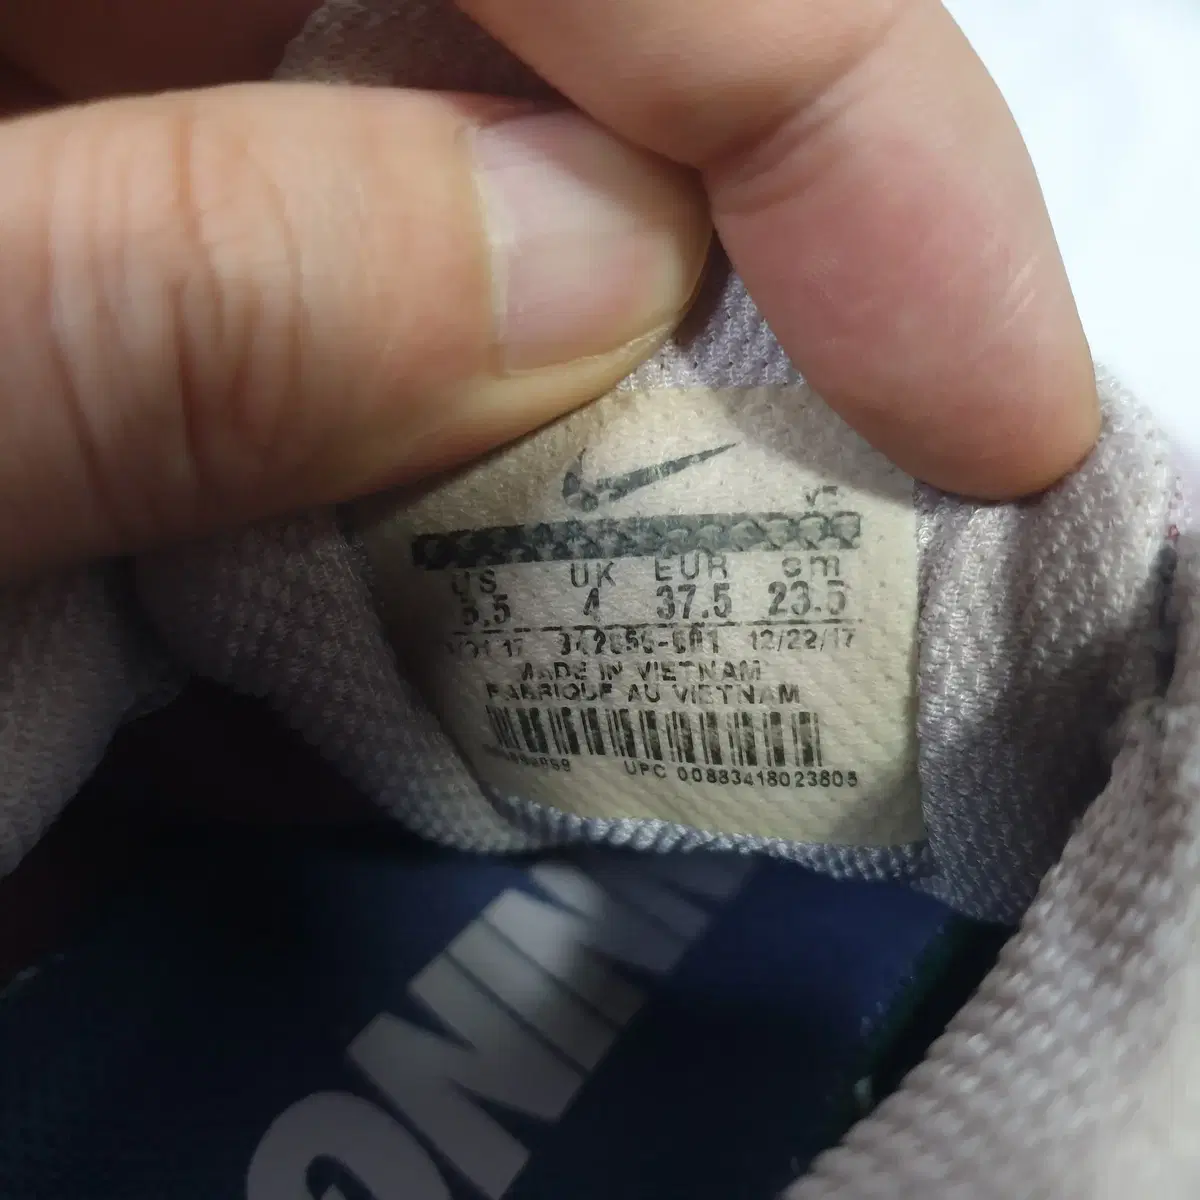 US UK EUR cm
5.5 4 37.5 23.5
12/22/17
MADE IN VIETNAM
FABRIQUE AU VIETNAM
UPC 00883418023605